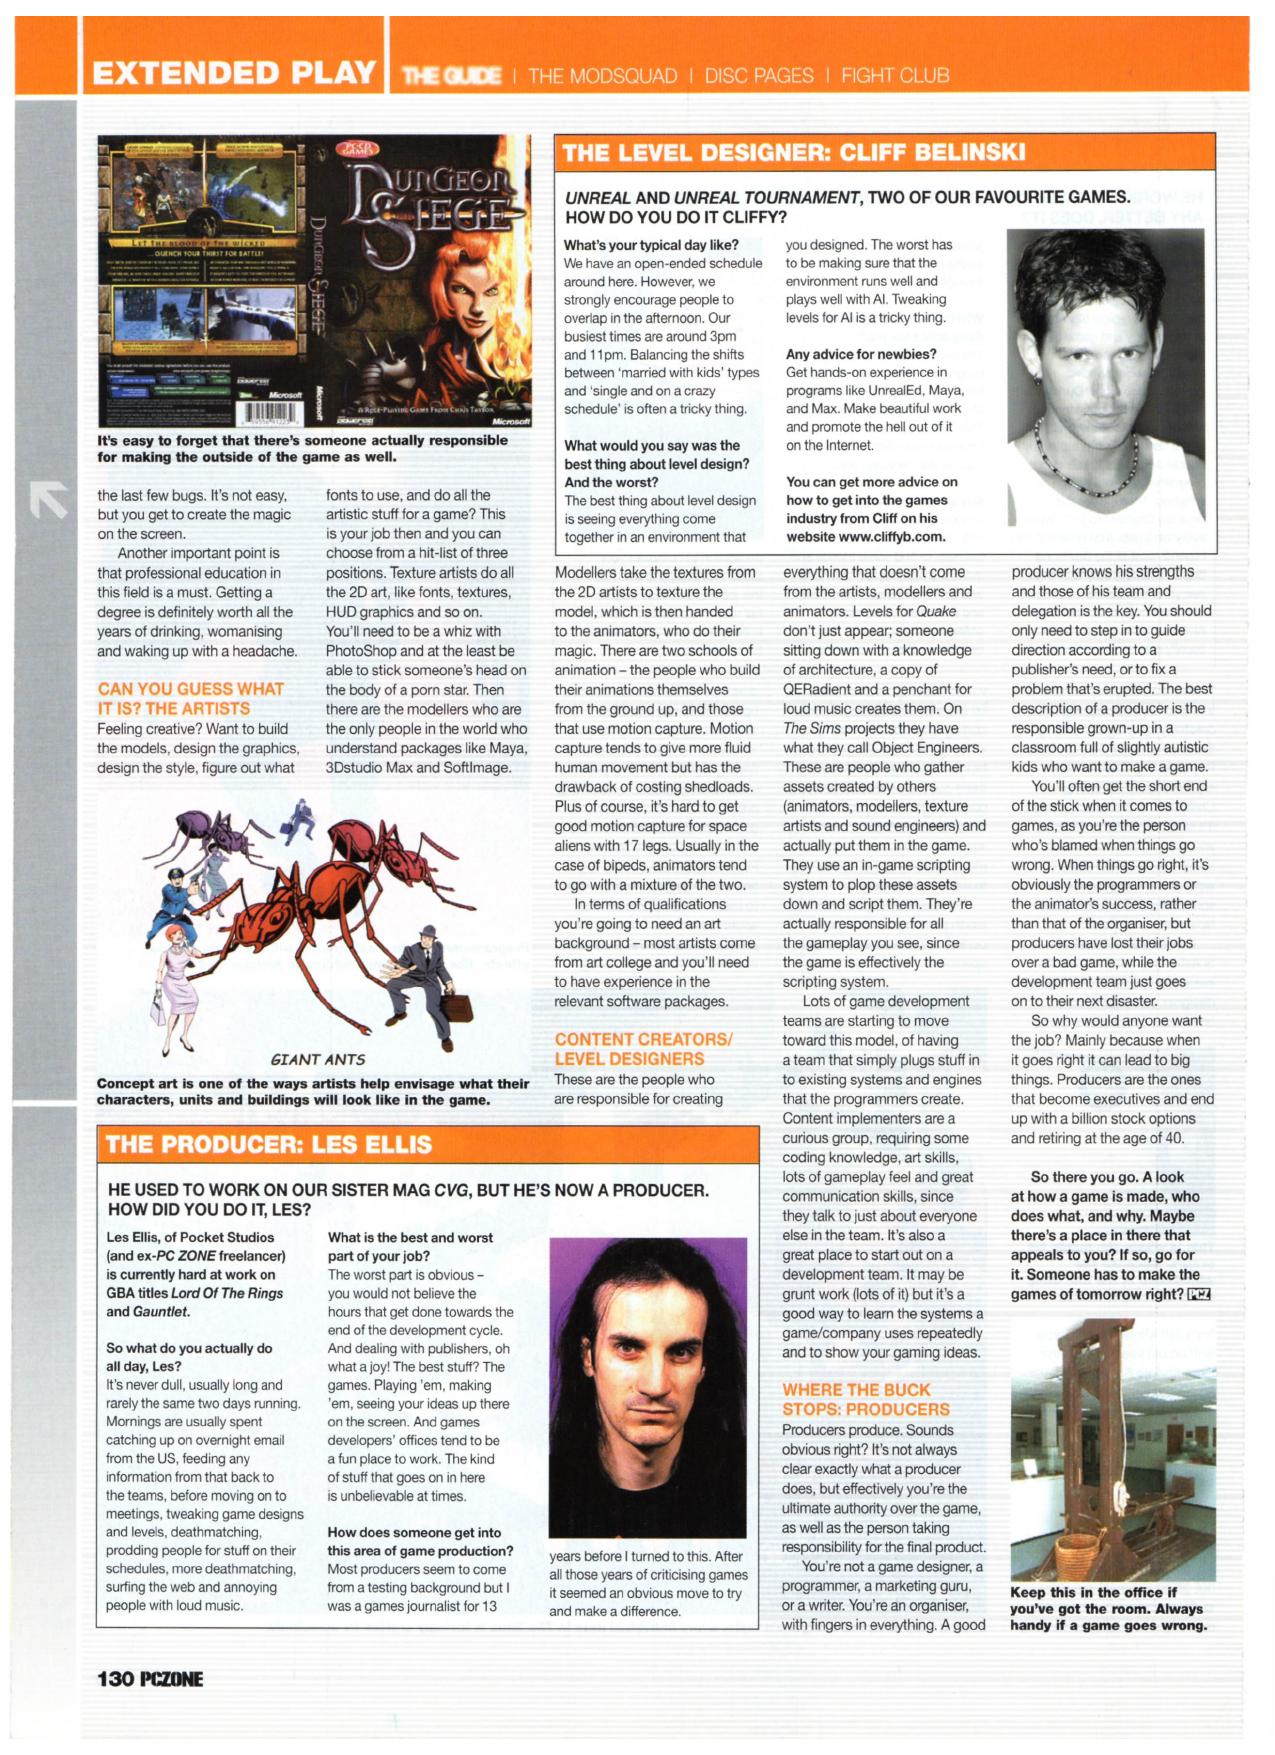 EXTENDED PLAY
THE GUIDE | THE MODSQUAD | DISC PAGES | FIGHT CLUB
PC-CD
GAMES
DUNGEON
SIEGE
LET THE BLOOD OF THE WICKED
... QUENCH YOUR THIRST FOR BATTLE!
DUNGEON SIEGE
A ROLE-PLAYING GAME FROM CHRIS TAYLOR
Microsoft
Microsoft
Microsoft
It's easy to forget that there's someone actually responsible
for making the outside of the game as well.
the last few bugs. It's not easy,
but you get to create the magic
on the screen.
Another important point is
that professional education in
this field is a must. Getting a
degree is definitely worth all the
years of drinking, womanising
and waking up with a headache.
CAN YOU GUESS WHAT
IT IS? THE ARTISTS
Feeling creative? Want to build
the models, design the graphics,
design the style, figure out what
fonts to use, and do all the
artistic stuff for a game? This
is your job then and you can
choose from a hit-list of three
positions. Texture artists do all
the 2D art, like fonts, textures,
HUD graphics and so on.
You'll need to be a whiz with
PhotoShop and at the least be
able to stick someone's head on
the body of a porn star. Then
there are the modellers who are
the only people in the world who
understand packages like Maya,
3Dstudio Max and SoftImage.
GIANT ANTS
Concept art is one of the ways artists help envisage what their
characters, units and buildings will look like in the game.
THE LEVEL DESIGNER: CLIFF BELINSKI
UNREAL AND UNREAL TOURNAMENT, TWO OF OUR FAVOURITE GAMES.
HOW DO YOU DO IT CLIFFY?
What's your typical day like?
We have an open-ended schedule
around here. However, we
strongly encourage people to
overlap in the afternoon. Our
busiest times are around 3pm
and 11pm. Balancing the shifts
between 'married with kids' types
and 'single and on a crazy
schedule' is often a tricky thing.
What would you say was the
best thing about level design?
And the worst?
The best thing about level design
is seeing everything come
together in an environment that
you designed. The worst has
to be making sure that the
environment runs well and
plays well with AI. Tweaking
levels for AI is a tricky thing.
Any advice for newbies?
Get hands-on experience in
programs like UnrealEd, Maya,
and Max. Make beautiful work
and promote the hell out of it
on the Internet.
You can get more advice on
how to get into the games
industry from Cliff on his
website www.cliffyb.com.
Modellers take the textures from
the 2D artists to texture the
model, which is then handed
to the animators, who do their
magic. There are two schools of
animation – the people who build
their animations themselves
from the ground up, and those
that use motion capture. Motion
capture tends to give more fluid
human movement but has the
drawback of costing shedloads.
Plus of course, it's hard to get
good motion capture for space
aliens with 17 legs. Usually in the
case of bipeds, animators tend
to go with a mixture of the two.
In terms of qualifications
you're going to need an art
background – most artists come
from art college and you'll need
to have experience in the
relevant software packages.
CONTENT CREATORS/
LEVEL DESIGNERS
These are the people who
are responsible for creating
everything that doesn't come
from the artists, modellers and
animators. Levels for Quake
don't just appear; someone
sitting down with a knowledge
of architecture, a copy of
QERadient and a penchant for
loud music creates them. On
The Sims projects they have
what they call Object Engineers.
These are people who gather
assets created by others
(animators, modellers, texture
artists and sound engineers) and
actually put them in the game.
They use an in-game scripting
system to plop these assets
down and script them. They're
actually responsible for all
the gameplay you see, since
the game is effectively the
scripting system.
Lots of game development
teams are starting to move
toward this model, of having
a team that simply plugs stuff in
to existing systems and engines
that the programmers create.
Content implementers are a
curious group, requiring some
coding knowledge, art skills,
lots of gameplay feel and great
communication skills, since
they talk to just about everyone
else in the team. It's also a
great place to start out on a
development team. It may be
grunt work (lots of it) but it's a
good way to learn the systems a
game/company uses repeatedly
and to show your gaming ideas.
WHERE THE BUCK
STOPS: PRODUCERS
Producers produce. Sounds
obvious right? It's not always
clear exactly what a producer
does, but effectively you're the
ultimate authority over the game,
as well as the person taking
responsibility for the final product.
You're not a game designer, a
programmer, a marketing guru,
or a writer. You're an organiser,
with fingers in everything. A good
producer knows his strengths
and those of his team and
delegation is the key. You should
only need to step in to guide
direction according to a
publisher's need, or to fix a
problem that's erupted. The best
description of a producer is the
responsible grown-up in a
classroom full of slightly autistic
kids who want to make a game.
You'll often get the short end
of the stick when it comes to
games, as you're the person
who's blamed when things go
wrong. When things go right, it's
obviously the programmers or
the animator's success, rather
than that of the organiser, but
producers have lost their jobs
over a bad game, while the
development team just goes
on to their next disaster.
So why would anyone want
the job? Mainly because when
it goes right it can lead to big
things. Producers are the ones
that become executives and end
up with a billion stock options
and retiring at the age of 40.
So there you go. A look
at how a game is made, who
does what, and why. Maybe
there's a place in there that
appeals to you? If so, go for
it. Someone has to make the
games of tomorrow right? PCZ
Keep this in the office if
you've got the room. Always
handy if a game goes wrong.
THE PRODUCER: LES ELLIS
HE USED TO WORK ON OUR SISTER MAG CVG, BUT HE'S NOW A PRODUCER.
HOW DID YOU DO IT, LES?
Les Ellis, of Pocket Studios
(and ex-PC ZONE freelancer)
is currently hard at work on
GBA titles Lord Of The Rings
and Gauntlet.
So what do you actually do
all day, Les?
It's never dull, usually long and
rarely the same two days running.
Mornings are usually spent
catching up on overnight email
from the US, feeding any
information from that back to
the teams, before moving on to
meetings, tweaking game designs
and levels, deathmatching,
prodding people for stuff on their
schedules, more deathmatching,
surfing the web and annoying
people with loud music.
What is the best and worst
part of your job?
The worst part is obvious –
you would not believe the
hours that get done towards the
end of the development cycle.
And dealing with publishers, oh
what a joy! The best stuff? The
games. Playing 'em, making
'em, seeing your ideas up there
on the screen. And games
developers' offices tend to be
a fun place to work. The kind
of stuff that goes on in here
is unbelievable at times.
How does someone get into
this area of game production?
Most producers seem to come
from a testing background but I
was a games journalist for 13
years before I turned to this. After
all those years of criticising games
it seemed an obvious move to try
and make a difference.
130 PCZONE